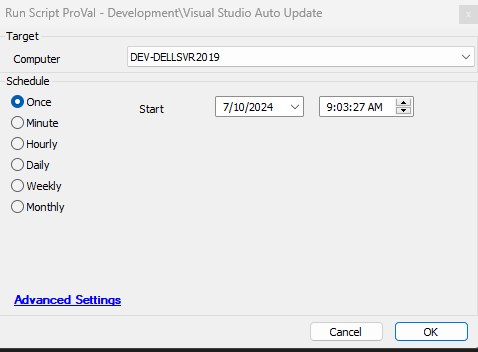 Run Script ProVal - Development\Visual Studio Auto Update
x
Target
Computer DEV-DELLSVR2019
Schedule
Once Start 7/10/2024 9:03:27 AM
Minute
Hourly
Daily
Weekly
Monthly
Advanced Settings
Cancel OK